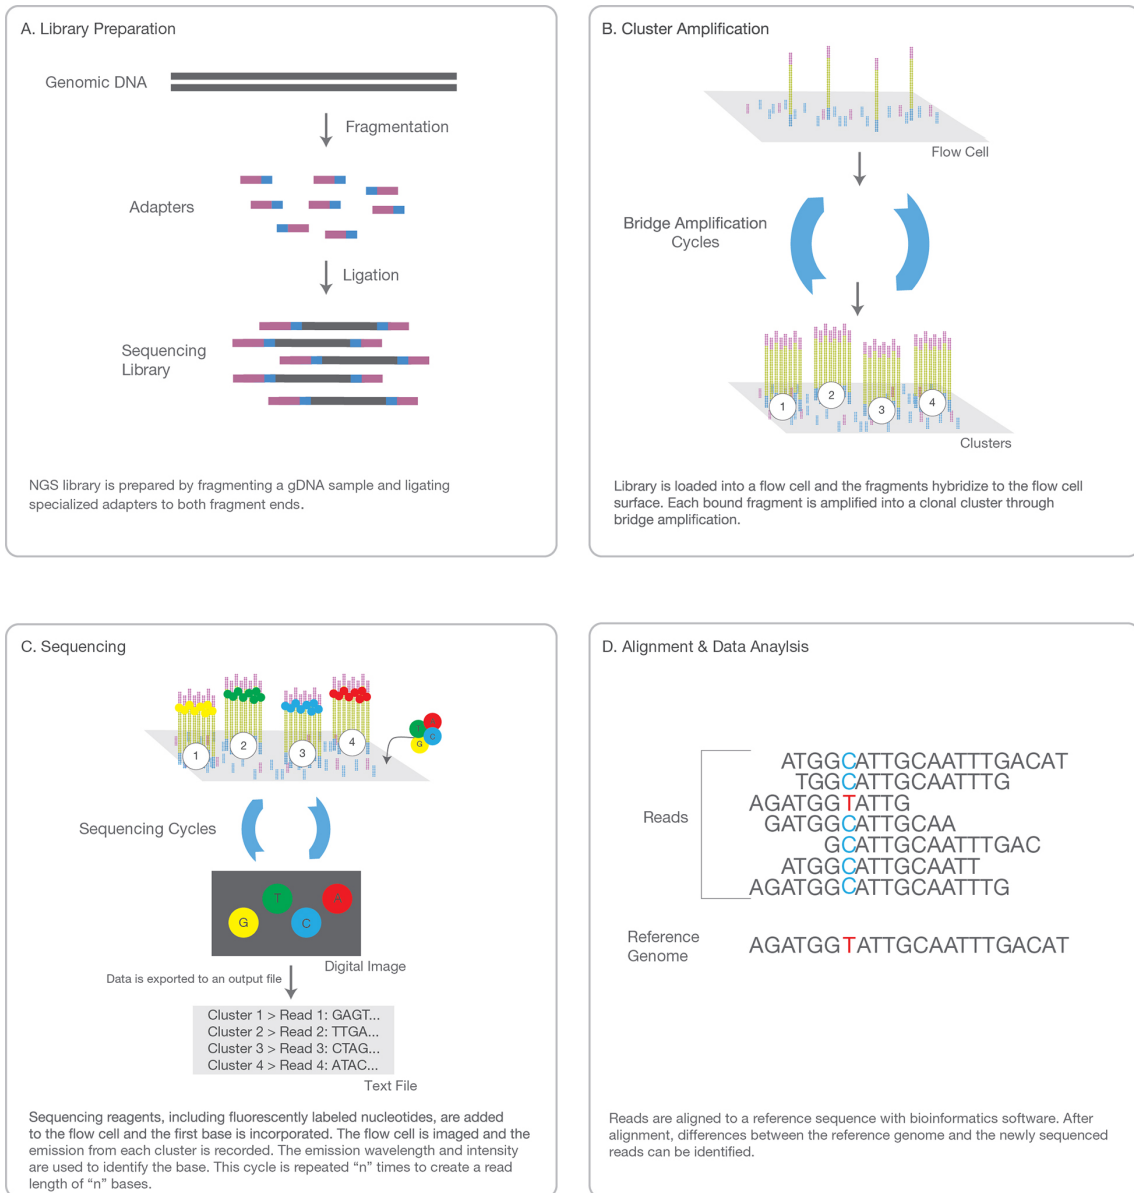 A. Library Preparation
Genomic DNA
Fragmentation
Adapters
Ligation
Sequencing
Library
NGS library is prepared by fragmenting a gDNA sample and ligating
specialized adapters to both fragment ends.
B. Cluster Amplification
Flow Cell
Bridge Amplification
Cycles
1
2
3
4
Clusters
Library is loaded into a flow cell and the fragments hybridize to the flow cell
surface. Each bound fragment is amplified into a clonal cluster through
bridge amplification.
C. Sequencing
1
2
3
4
T
A
G
C
Sequencing Cycles
T
A
G
C
Digital Image
Data is exported to an output file
Cluster 1 > Read 1: GAGT...
Cluster 2 > Read 2: TTGA...
Cluster 3 > Read 3: CTAG...
Cluster 4 > Read 4: ATAC...
Text File
Sequencing reagents, including fluorescently labeled nucleotides, are added
to the flow cell and the first base is incorporated. The flow cell is imaged and the
emission from each cluster is recorded. The emission wavelength and intensity
are used to identify the base. This cycle is repeated “n” times to create a read
length of “n” bases.
D. Alignment & Data Anaylsis
Reads
ATGGCATTGCAATTTGACAT
TGGCATTGCAATTTG
AGATGGTATTG
GATGGCATTGCAA
GCATTGCAATTTGAC
ATGGCATTGCAATT
AGATGGCATTGCAATTTG
Reference
Genome
AGATGGTATTGCAATTTGACAT
Reads are aligned to a reference sequence with bioinformatics software. After
alignment, differences between the reference genome and the newly sequenced
reads can be identified.